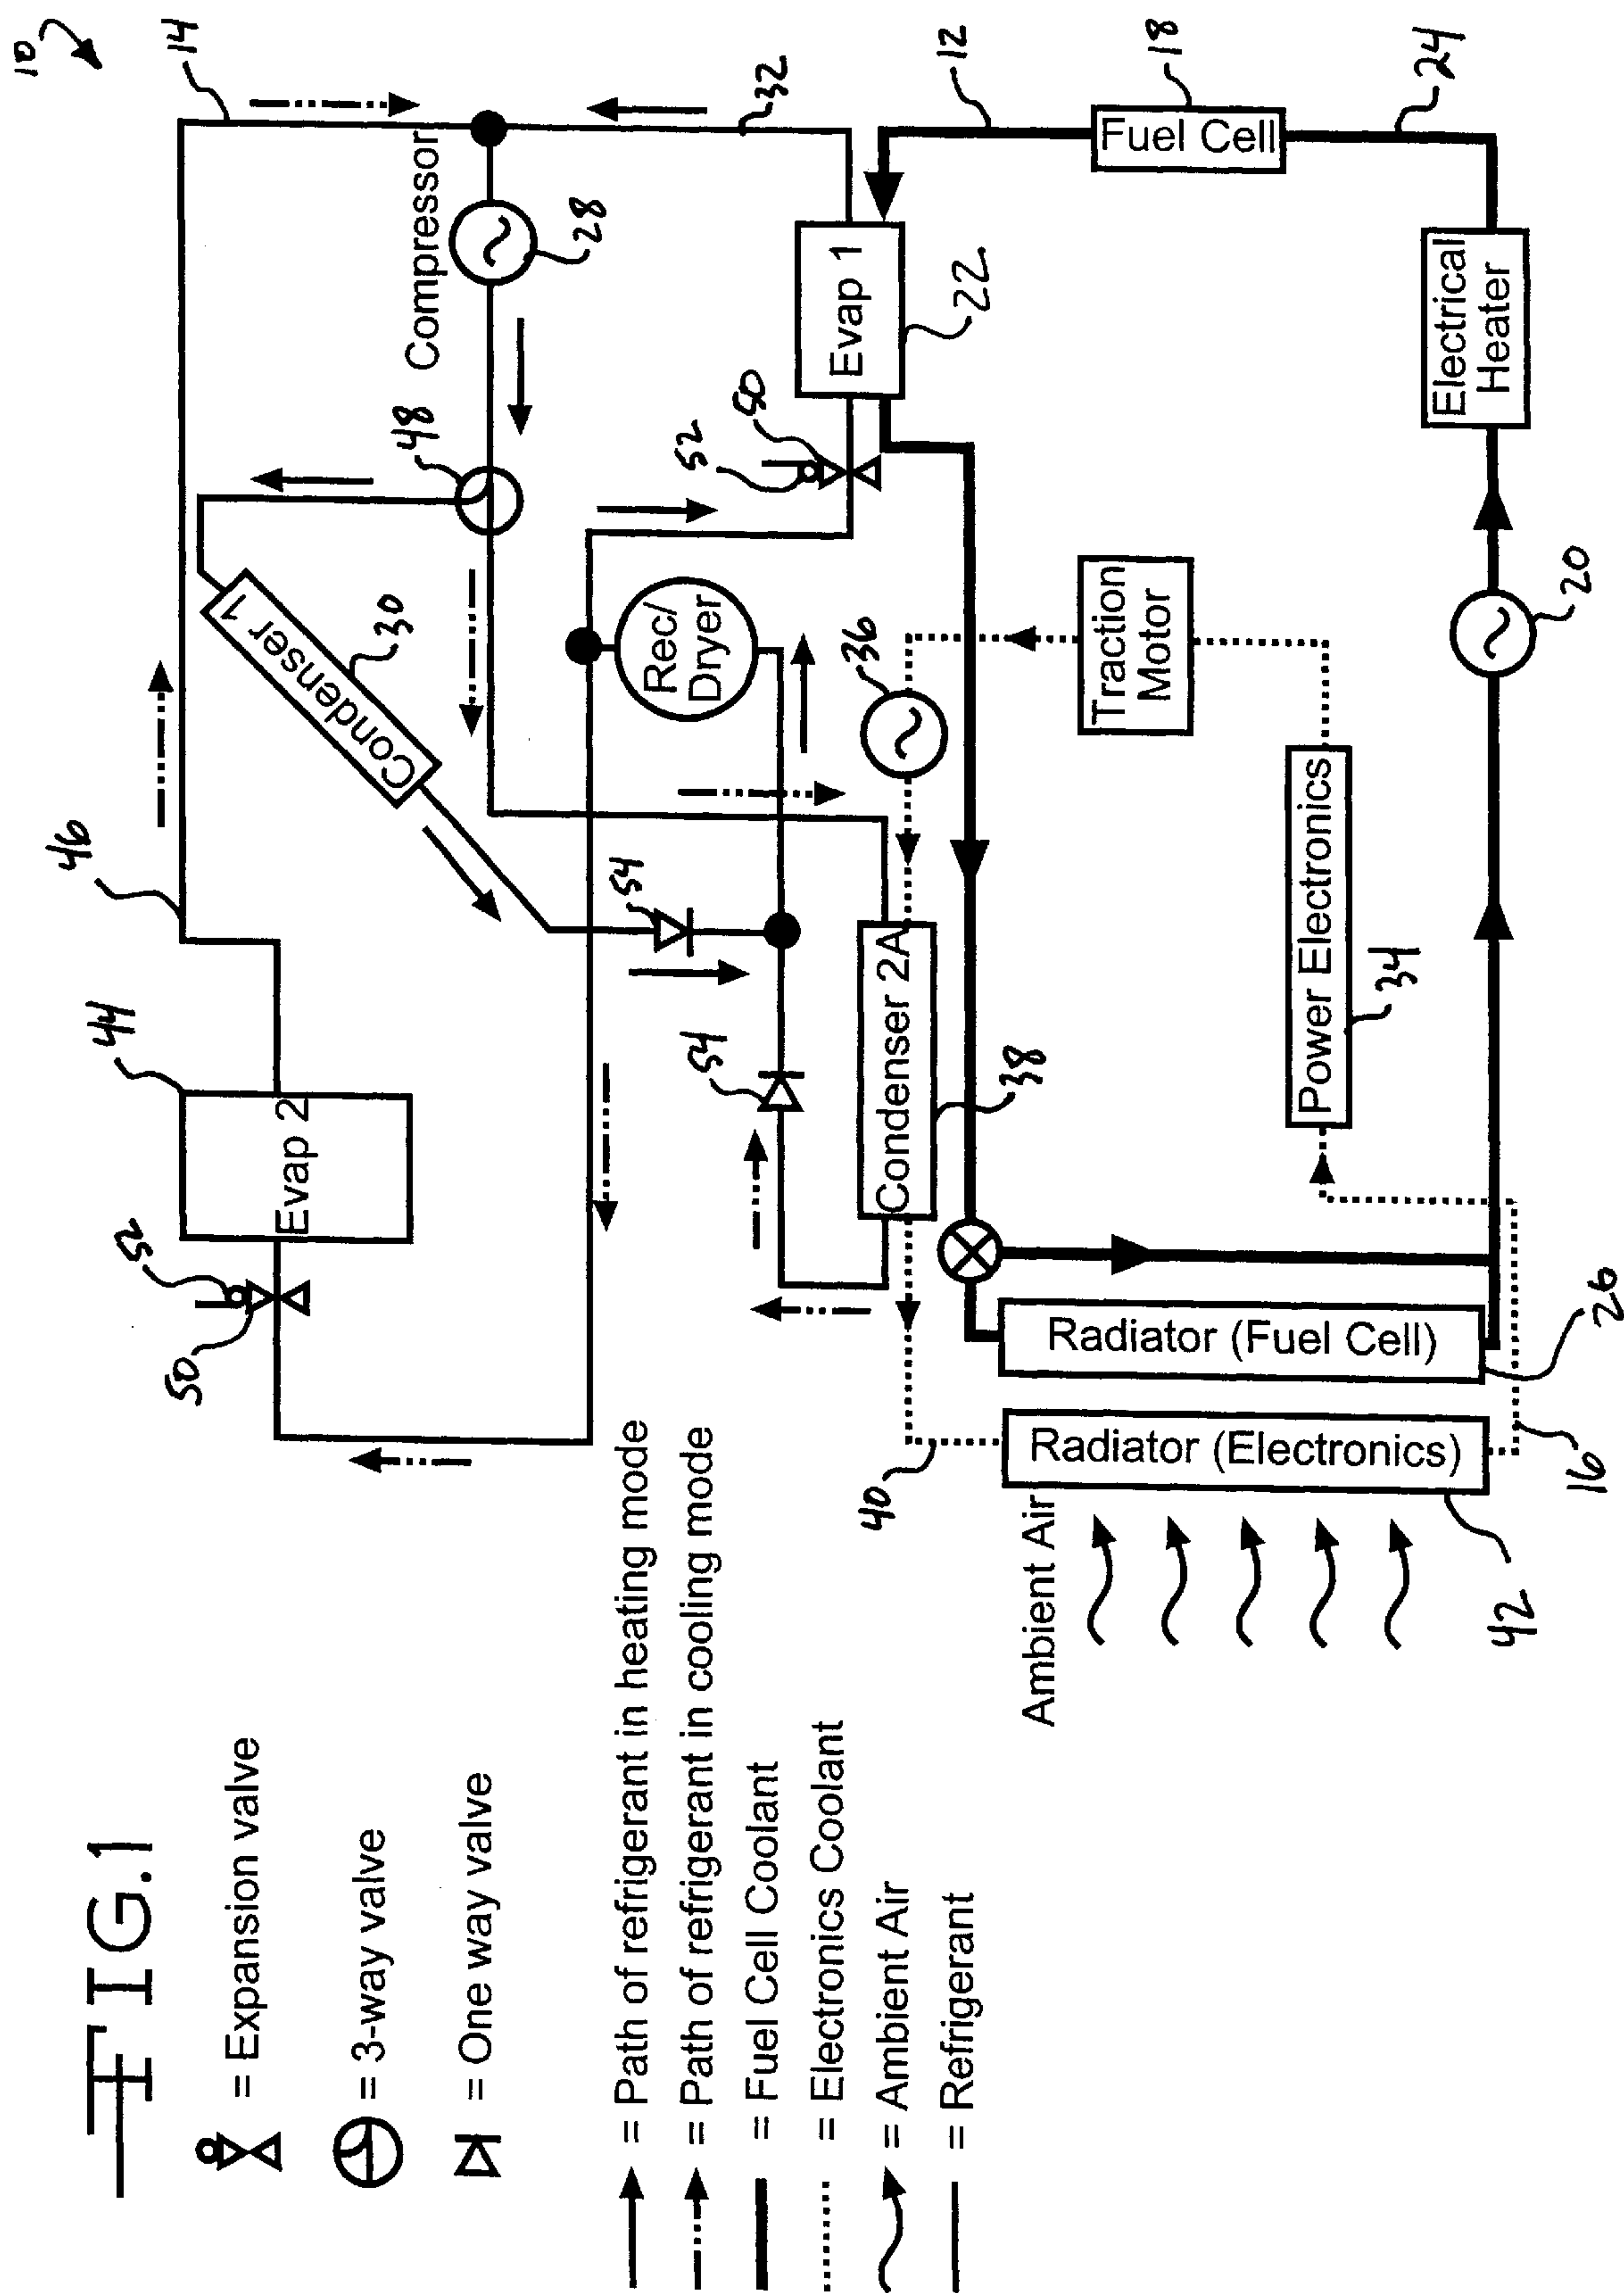 FIG.1
= Expansion valve
= 3-way valve
= One way valve
= Path of refrigerant in heating mode
= Path of refrigerant in cooling mode
= Fuel Cell Coolant
= Electronics Coolant
= Ambient Air
= Refrigerant
10
14
46
44
Evap 2
52
50
Condenser 1
30
48
Compressor
28
32
Rec/
Dryer
54
54
52
50
Evap 1
22
36
Condenser 2A
38
12
Fuel Cell
18
24
Traction
Motor
Electrical
Heater
Power Electronics
34
20
40
Ambient Air
Radiator (Electronics)
42
Radiator (Fuel Cell)
26
16